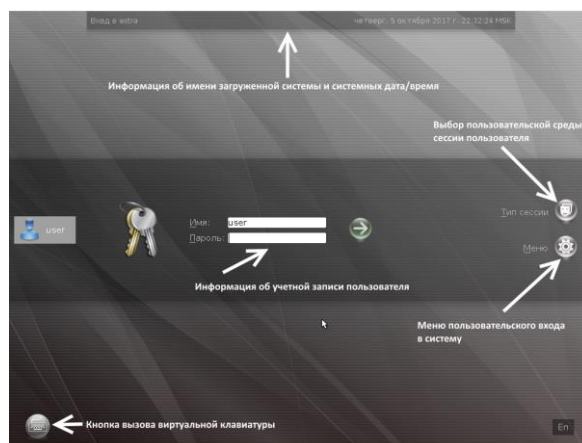 Вход в astra
четверг, 5 октября 2017 г. 22:32:24 MSK
Информация об имени загруженной системы и системных дата/время
Выбор пользовательской среды
сессии пользователя
Тип сессии
user
Имя: user
Пароль:
Меню
Информация об учетной записи пользователя
Меню пользовательского входа
в систему
Кнопка вызова виртуальной клавиатуры
En